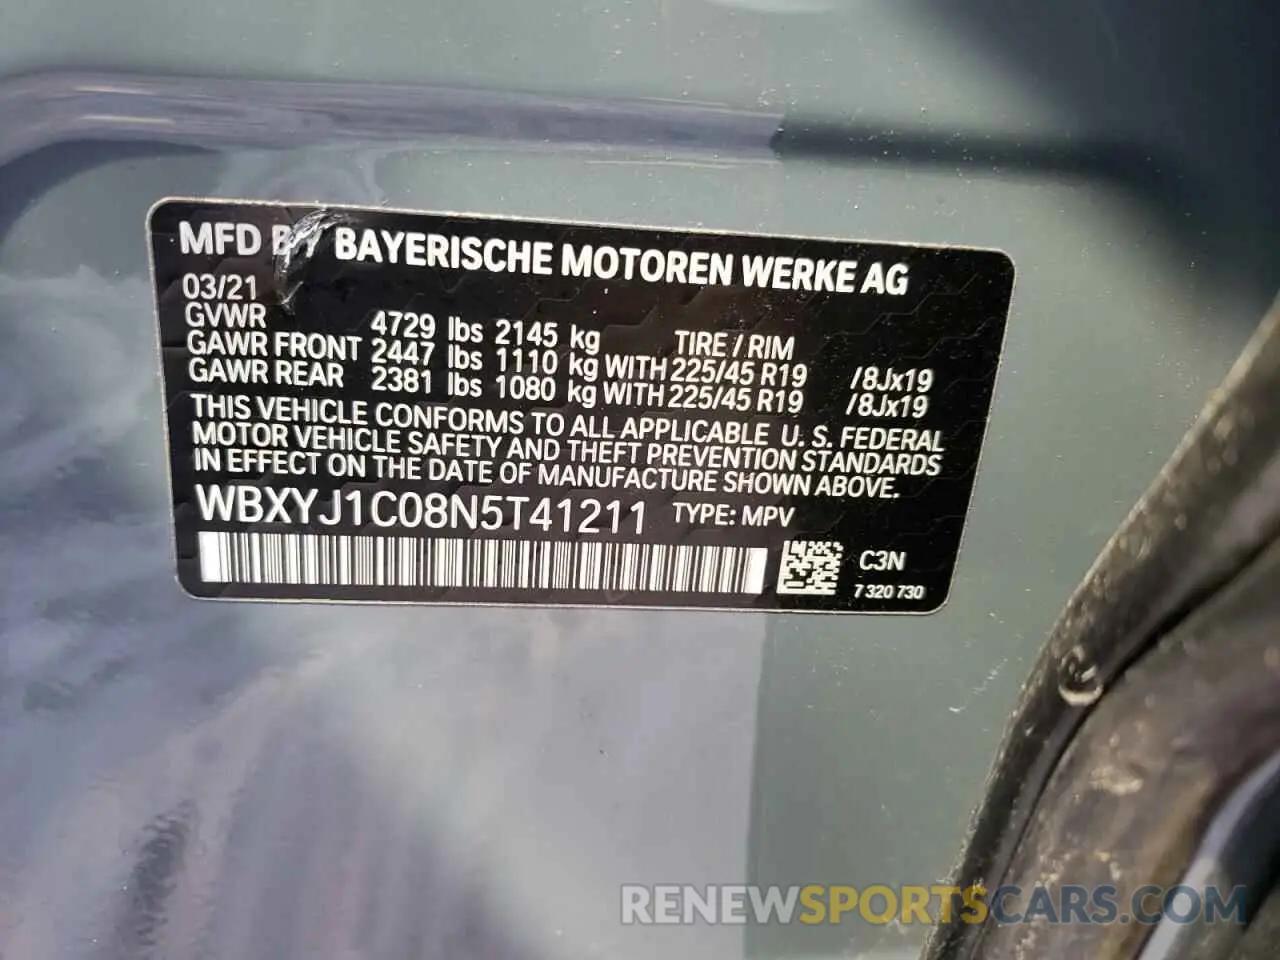 MFD BY BAYERISCHE MOTOREN WERKE AG
03/21
GVWR 4729 lbs 2145 kg TIRE / RIM
GAWR FRONT 2447 lbs 1110 kg WITH 225/45 R19 /8Jx19
GAWR REAR 2381 lbs 1080 kg WITH 225/45 R19 /8Jx19
THIS VEHICLE CONFORMS TO ALL APPLICABLE U. S. FEDERAL
MOTOR VEHICLE SAFETY AND THEFT PREVENTION STANDARDS
IN EFFECT ON THE DATE OF MANUFACTURE SHOWN ABOVE.
WBXYJ1C08N5T41211 TYPE: MPV
C3N
7 320 730
RENEWSPORTSCARS.COM